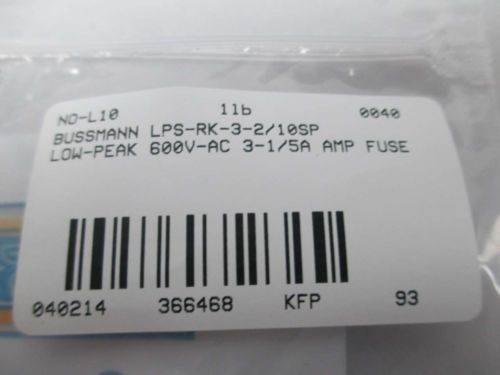 ND-L10 11b 0040
BUSSMANN LPS-RK-3-2/10SP
LOW-PEAK 600V-AC 3-1/5A AMP FUSE
040214 366468 KFP 93